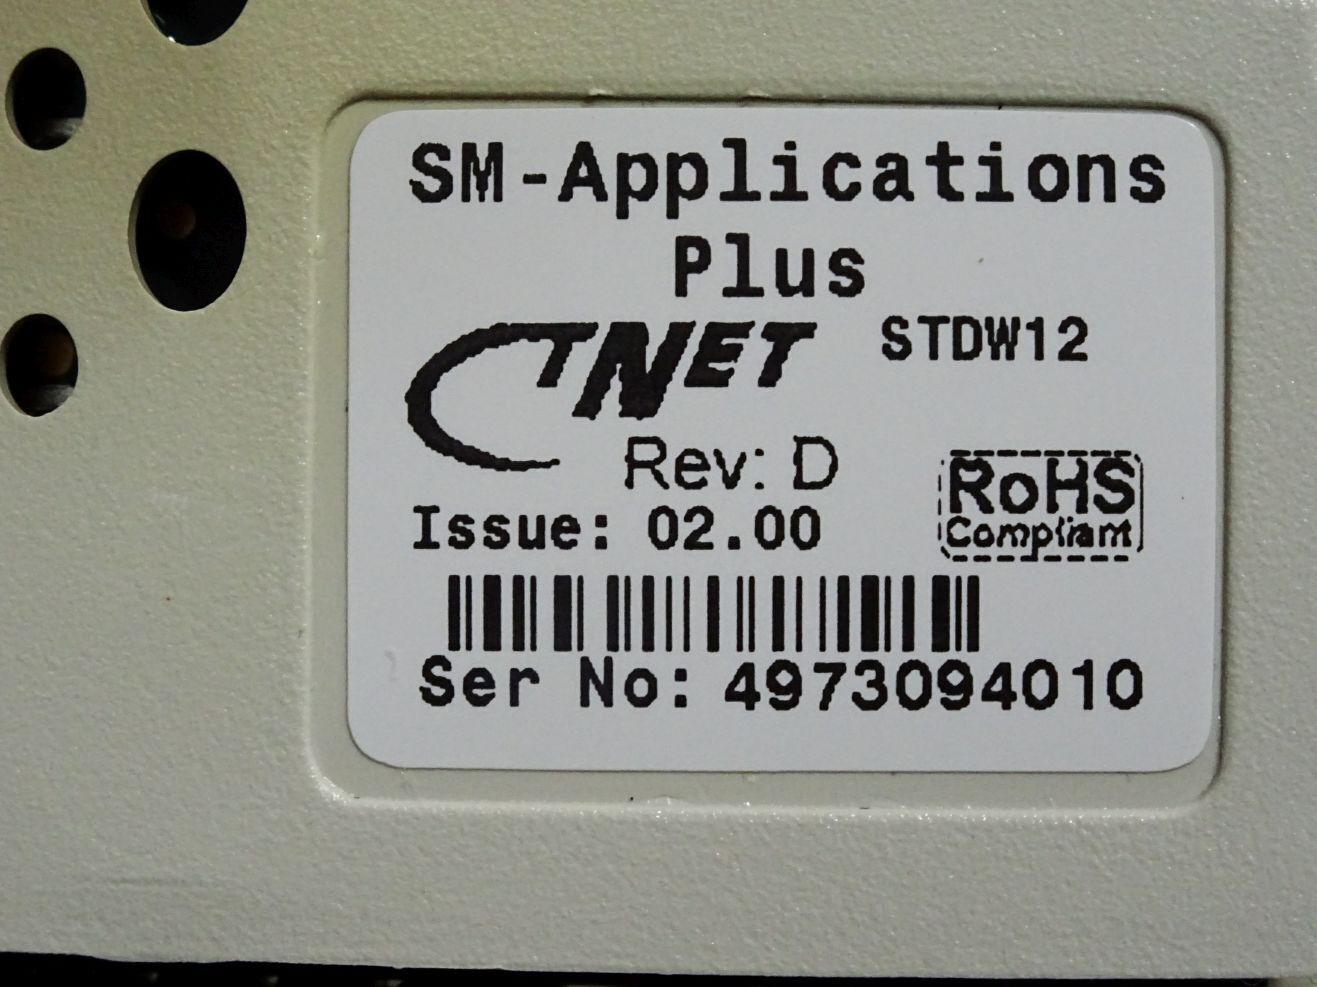 SM-Applications
Plus
CTNET STDW12
Rev: D
Issue: 02.00
RoHS
Compliant
Ser No: 4973094010